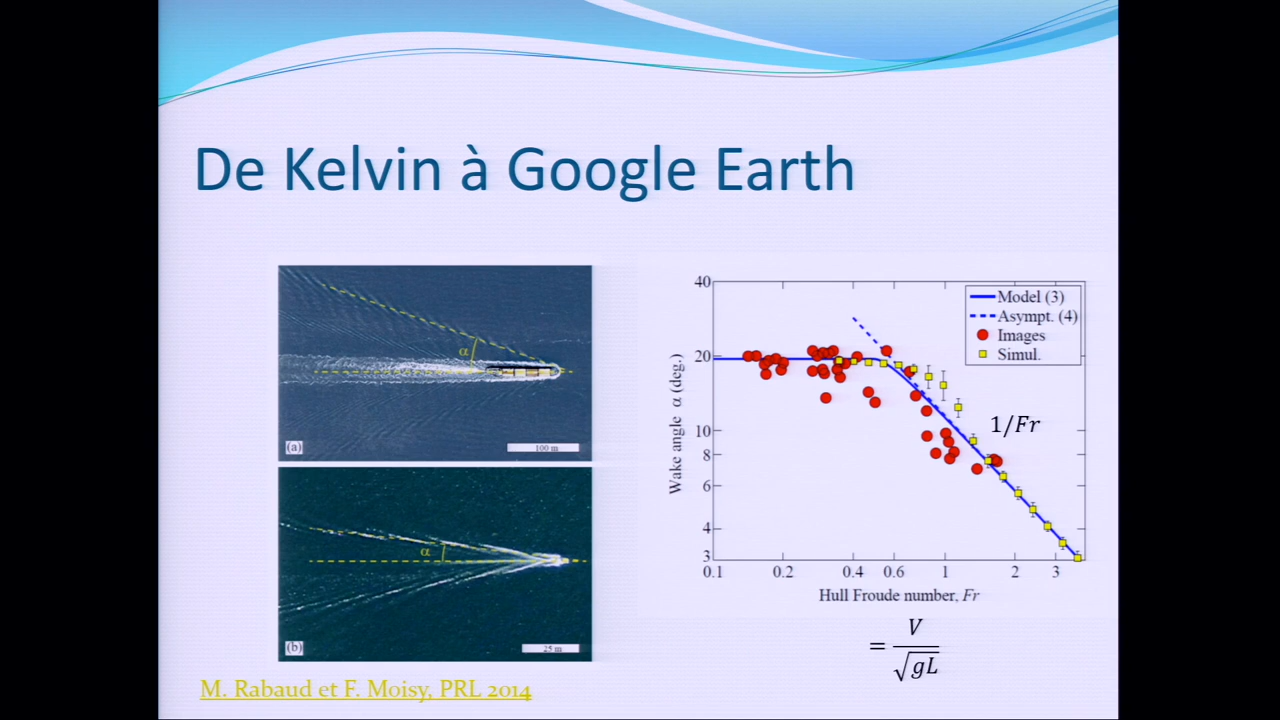 De Kelvin à Google Earth
α
(a)
100 m
α
(b)
25 m
M. Rabaud et F. Moisy, PRL 2014
Wake angle α (deg.)
40
20
10
8
6
4
3
0.1 0.2 0.4 0.6 1 2 3
Hull Froude number, Fr
Model (3)
Asympt. (4)
Images
Simul.
1/Fr
= V / √gL